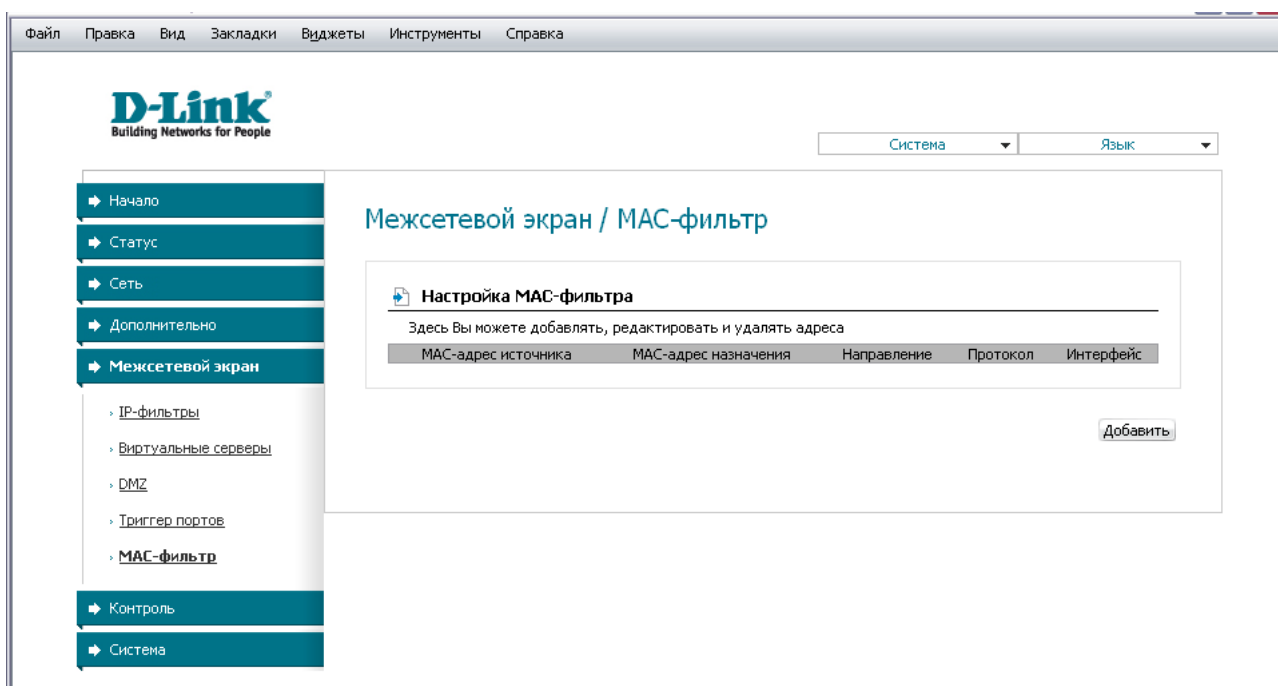 Файл Правка Вид Закладки Виджеты Инструменты Справка
D-Link®
Building Networks for People
Система Язык
Начало
Статус
Сеть
Дополнительно
Межсетевой экран
IP-фильтры
Виртуальные серверы
DMZ
Триггер портов
MAC-фильтр
Контроль
Система
Межсетевой экран / MAC-фильтр
Настройка MAC-фильтра
Здесь Вы можете добавлять, редактировать и удалять адреса
MAC-адрес источника MAC-адрес назначения Направление Протокол Интерфейс
Добавить